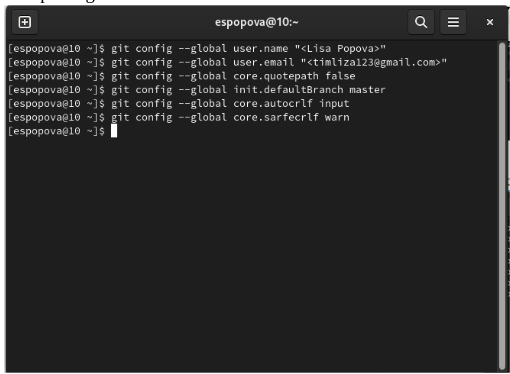 espopova@10:~
[espopova@10 ~]$ git config --global user.name "<Lisa Popova>"
[espopova@10 ~]$ git config --global user.email "<timliza123@gmail.com>"
[espopova@10 ~]$ git config --global core.quotepath false
[espopova@10 ~]$ git config --global init.defaultBranch master
[espopova@10 ~]$ git config --global core.autocrlf input
[espopova@10 ~]$ git config --global core.sarfecrlf warn
[espopova@10 ~]$